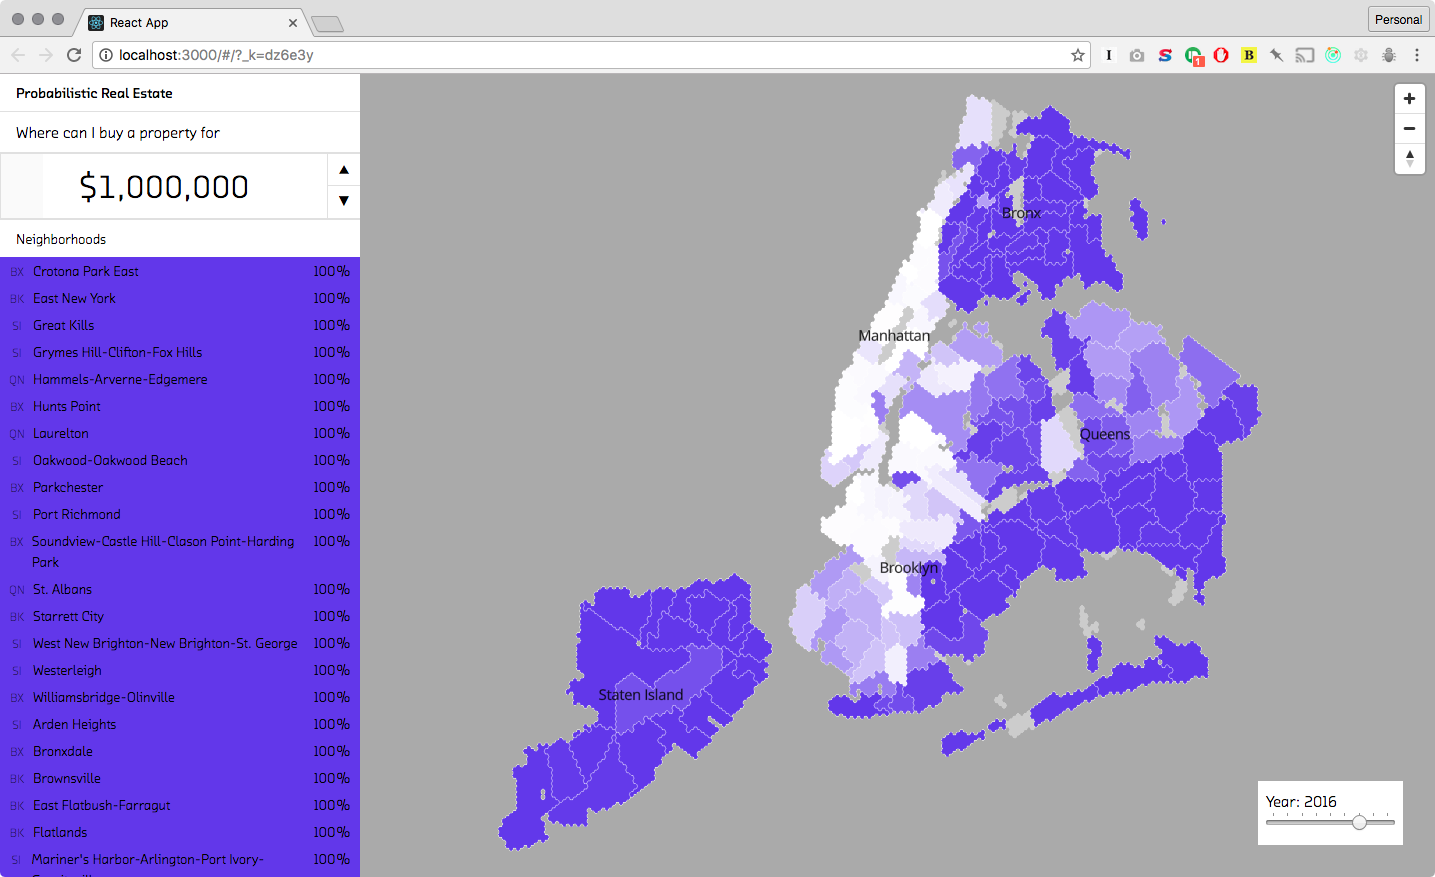 React App
Personal
localhost:3000/#/?_k=dz6e3y
1
B
Probabilistic Real Estate
Where can I buy a property for
$1,000,000
Neighborhoods
BX Crotona Park East 100%
BK East New York 100%
SI Great Kills 100%
SI Grymes Hill-Clifton-Fox Hills 100%
QN Hammels-Arverne-Edgemere 100%
BX Hunts Point 100%
QN Laurelton 100%
SI Oakwood-Oakwood Beach 100%
BX Parkchester 100%
SI Port Richmond 100%
BX Soundview-Castle Hill-Clason Point-Harding 100%
Park
QN St. Albans 100%
BK Starrett City 100%
SI West New Brighton-New Brighton-St. George 100%
SI Westerleigh 100%
BX Williamsbridge-Olinville 100%
SI Arden Heights 100%
BX Bronxdale 100%
BK Brownsville 100%
BK East Flatbush-Farragut 100%
BK Flatlands 100%
SI Mariner's Harbor-Arlington-Port Ivory- 100%
Bronx
Manhattan
Queens
Brooklyn
Staten Island
Year: 2016